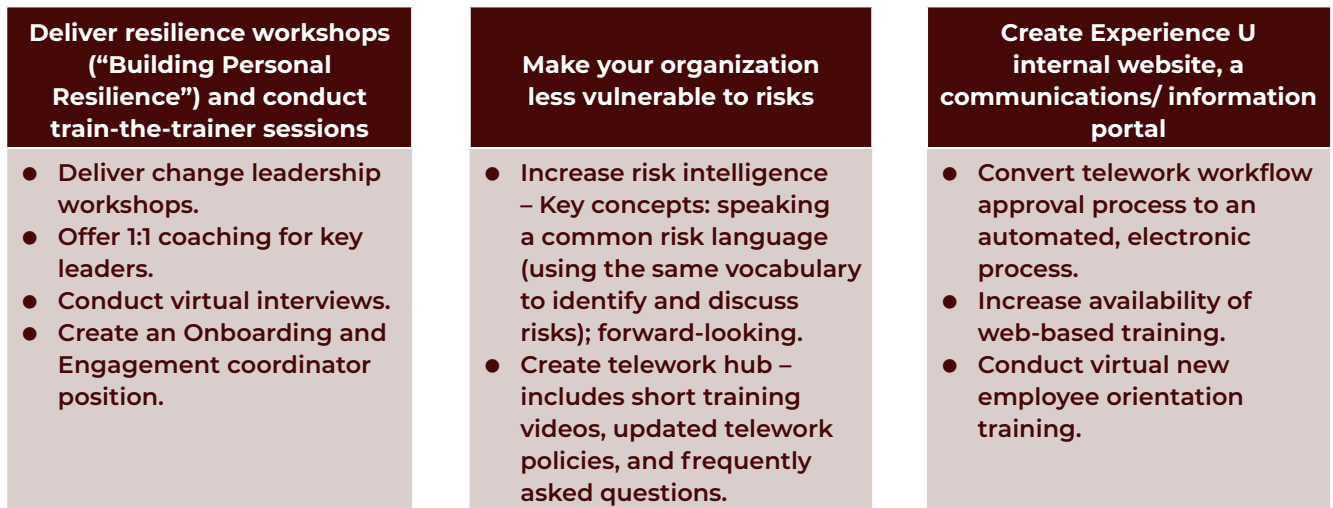 Deliver resilience workshops
(“Building Personal
Resilience”) and conduct
train-the-trainer sessions
● Deliver change leadership
workshops.
● Offer 1:1 coaching for key
leaders.
● Conduct virtual interviews.
● Create an Onboarding and
Engagement coordinator
position.
Make your organization
less vulnerable to risks
● Increase risk intelligence
– Key concepts: speaking
a common risk language
(using the same vocabulary
to identify and discuss
risks); forward-looking.
● Create telework hub –
includes short training
videos, updated telework
policies, and frequently
asked questions.
Create Experience U
internal website, a
communications/ information
portal
● Convert telework workflow
approval process to an
automated, electronic
process.
● Increase availability of
web-based training.
● Conduct virtual new
employee orientation
training.